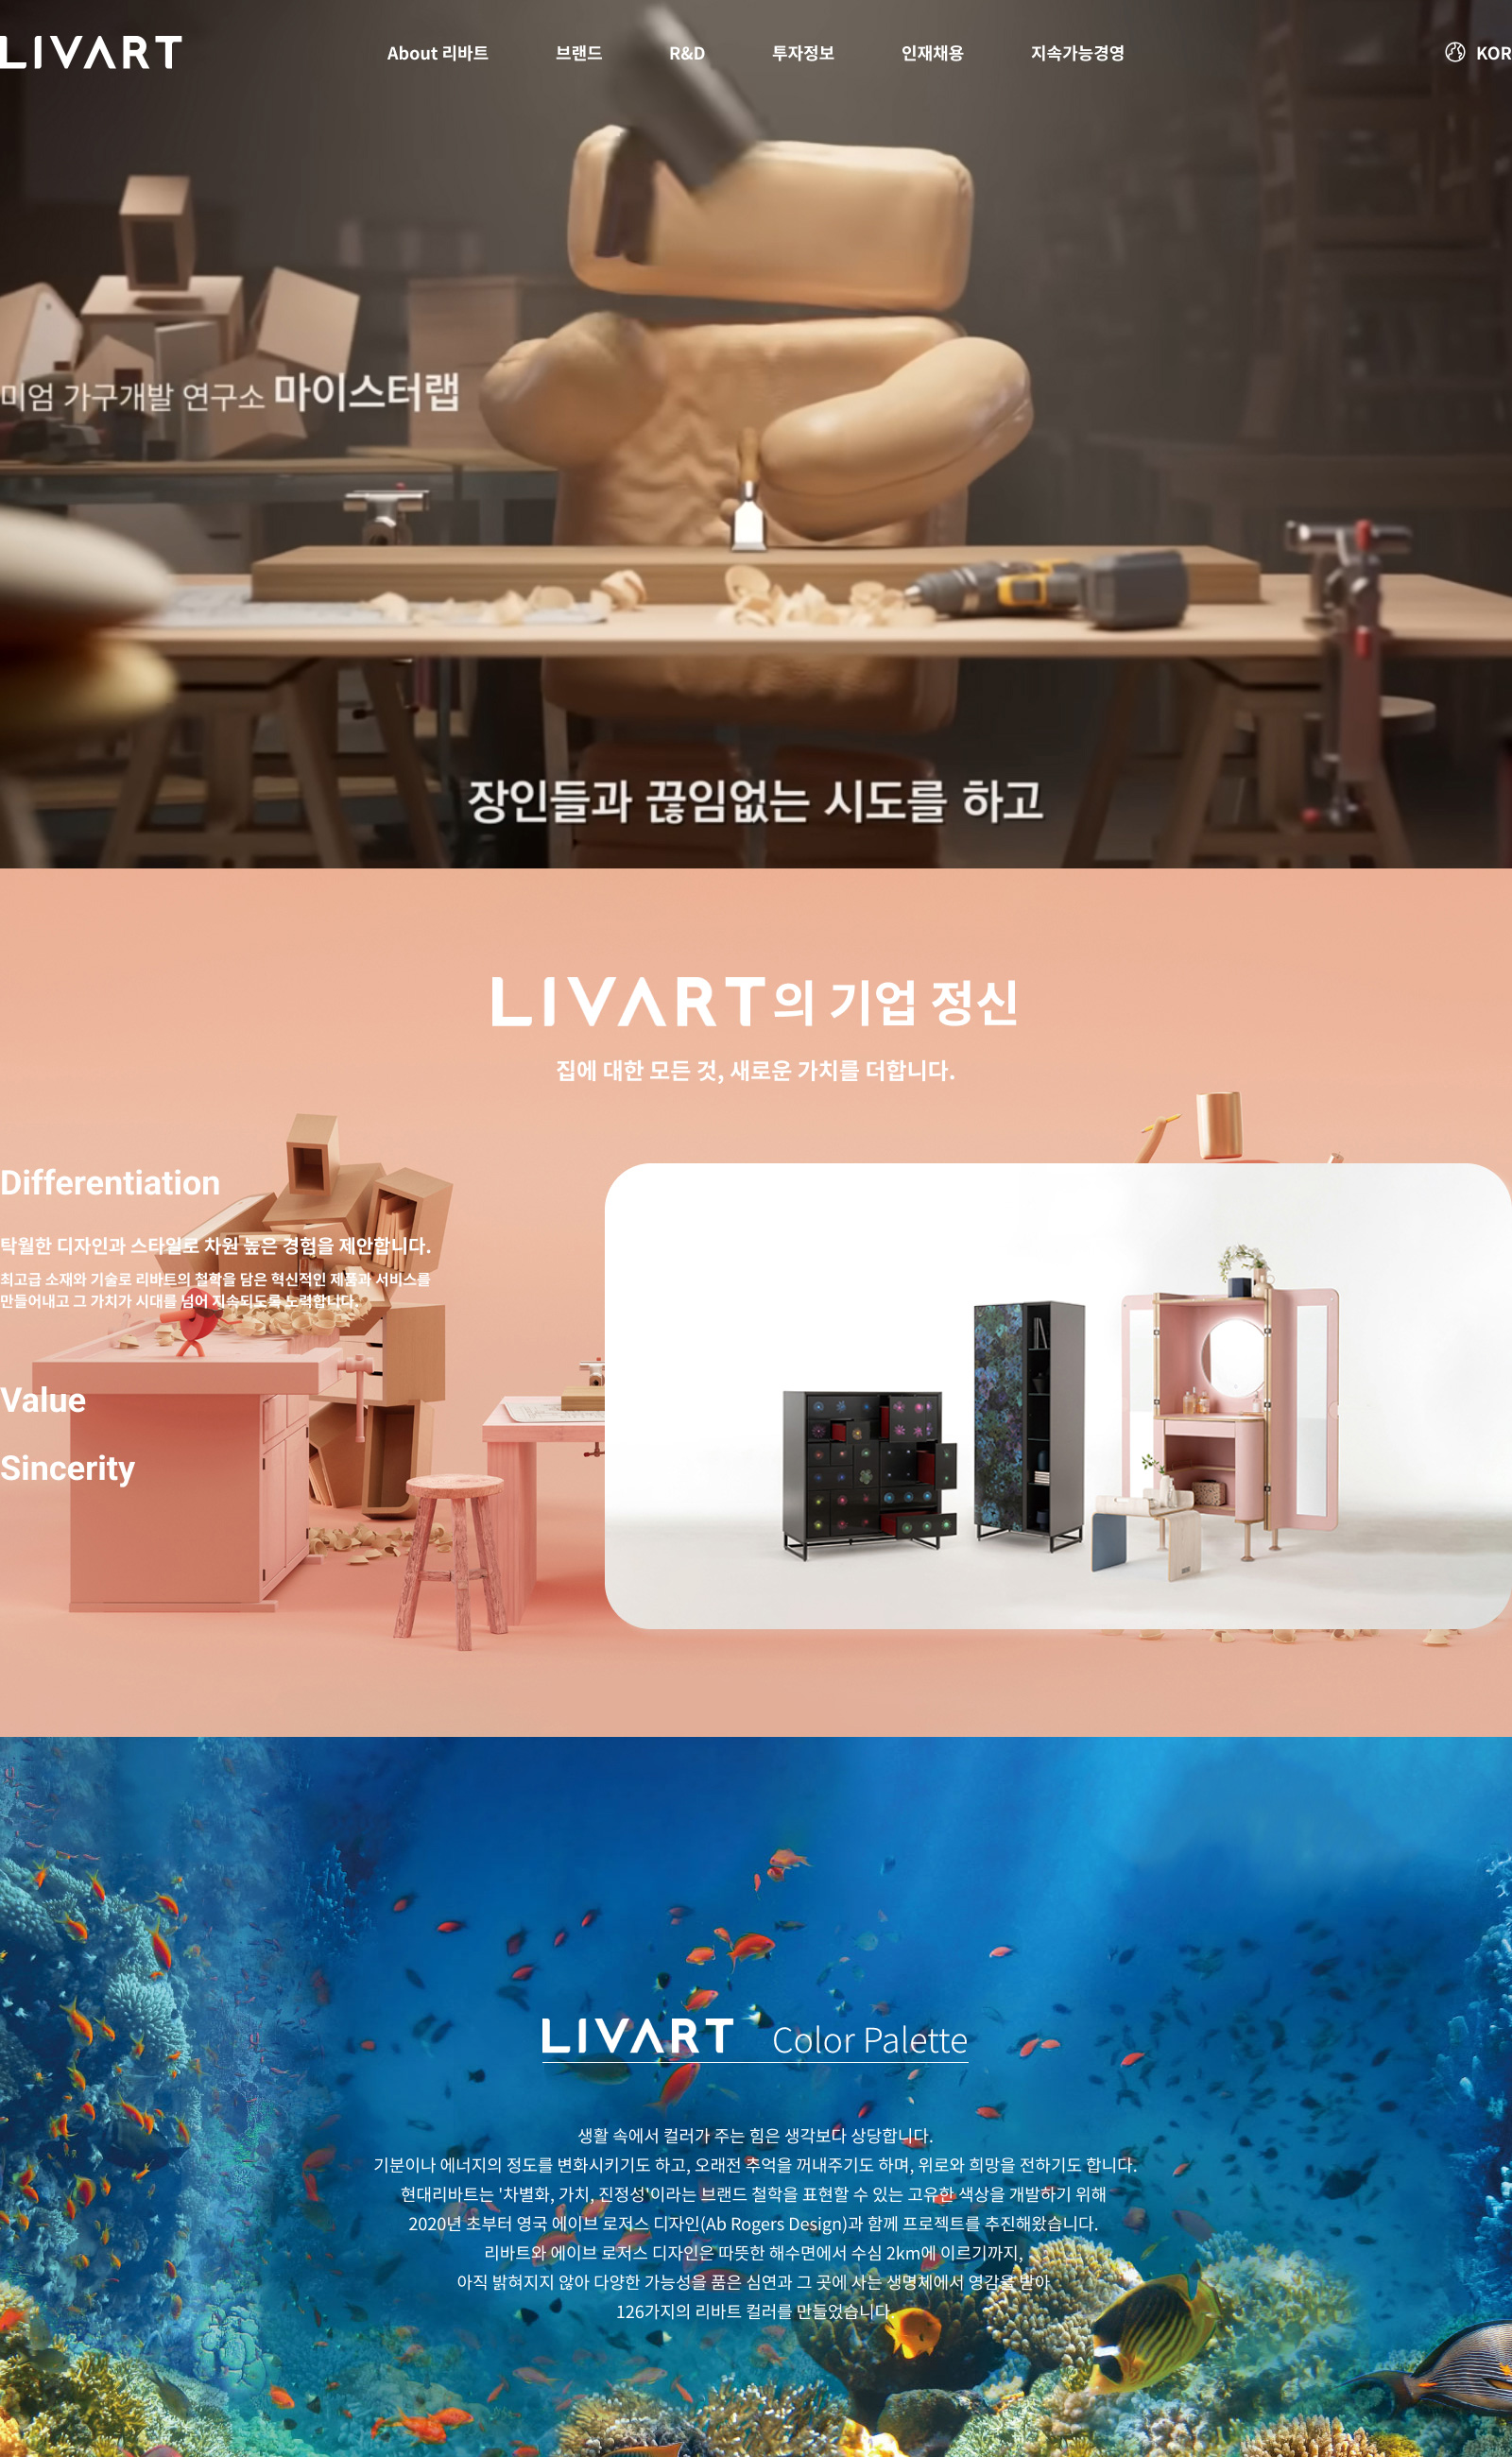 LIVART
About 리바트
브랜드
R&D
투자정보
인재채용
지속가능경영
KOR
미엄 가구개발 연구소 마이스터랩
장인들과 끊임없는 시도를 하고
LIVART의 기업 정신
집에 대한 모든 것, 새로운 가치를 더합니다.
Differentiation
탁월한 디자인과 스타일로 차원 높은 경험을 제안합니다.
최고급 소재와 기술로 리바트의 철학을 담은 혁신적인 제품과 서비스를
만들어내고 그 가치가 시대를 넘어 지속되도록 노력합니다.
Value
Sincerity
LIVART Color Palette
생활 속에서 컬러가 주는 힘은 생각보다 상당합니다.
기분이나 에너지의 정도를 변화시키기도 하고, 오래전 추억을 꺼내주기도 하며, 위로와 희망을 전하기도 합니다.
현대리바트는 '차별화, 가치, 진정성'이라는 브랜드 철학을 표현할 수 있는 고유한 색상을 개발하기 위해
2020년 초부터 영국 에이브 로저스 디자인(Ab Rogers Design)과 함께 프로젝트를 추진해왔습니다.
리바트와 에이브 로저스 디자인은 따뜻한 해수면에서 수심 2km에 이르기까지,
아직 밝혀지지 않아 다양한 가능성을 품은 심연과 그 곳에 사는 생명체에서 영감을 받아
126가지의 리바트 컬러를 만들었습니다.